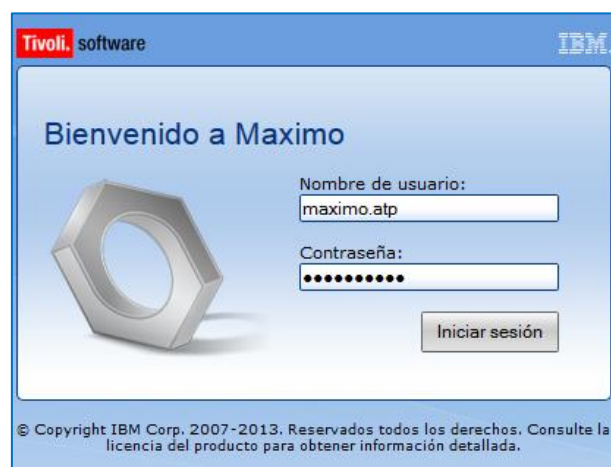 Tivoli. software
IBM.
Bienvenido a Maximo
Nombre de usuario:
maximo.atp
Contraseña:
••••••••••
Iniciar sesión
© Copyright IBM Corp. 2007-2013. Reservados todos los derechos. Consulte la
licencia del producto para obtener información detallada.